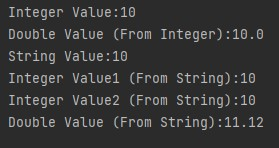 Integer Value:10
Double Value (From Integer):10.0
String Value:10
Integer Value1 (From String):10
Integer Value2 (From String):10
Double Value (From String):11.12